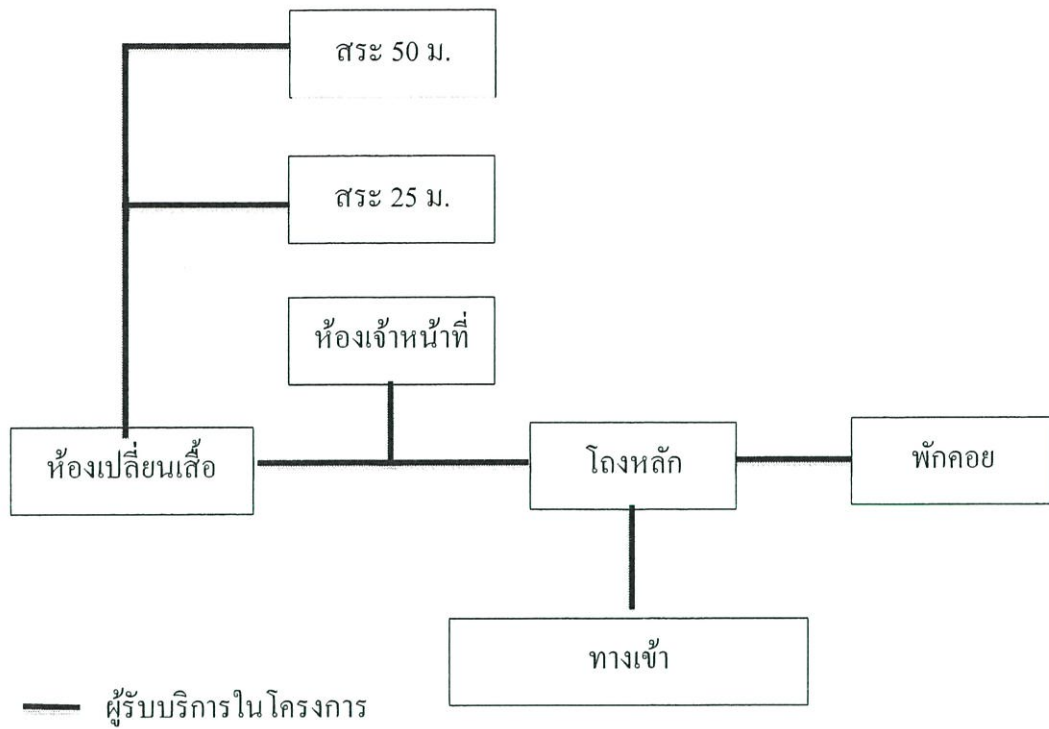 สระ 50 ม.
สระ 25 ม.
ห้องเจ้าหน้าที่
ห้องเปลี่ยนเสื้อ
โถงหลัก
พักคอย
ทางเข้า
ผู้รับบริการในโครงการ